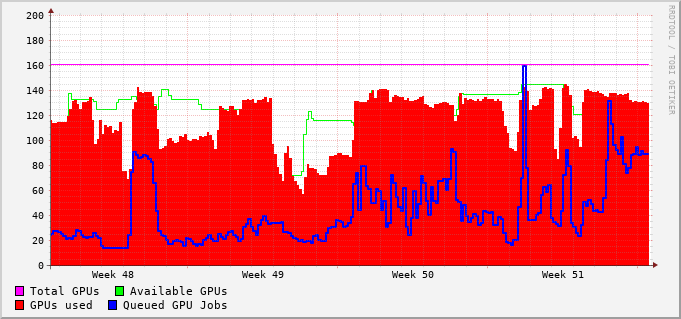 200
180
160
140
120
100
80
60
40
20
0
Week 48 Week 49 Week 50 Week 51
Total GPUs Available GPUs
GPUs used Queued GPU Jobs
RRDTOOL / TOBI OETIKER